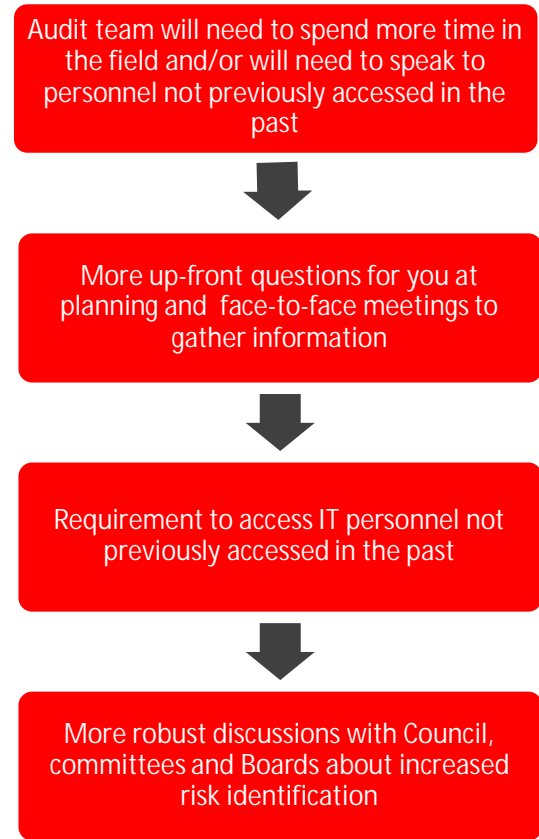 Audit team will need to spend more time in
the field and/or will need to speak to
personnel not previously accessed in the
past
More up-front questions for you at
planning and face-to-face meetings to
gather information
Requirement to access IT personnel not
previously accessed in the past
More robust discussions with Council,
committees and Boards about increased
risk identification